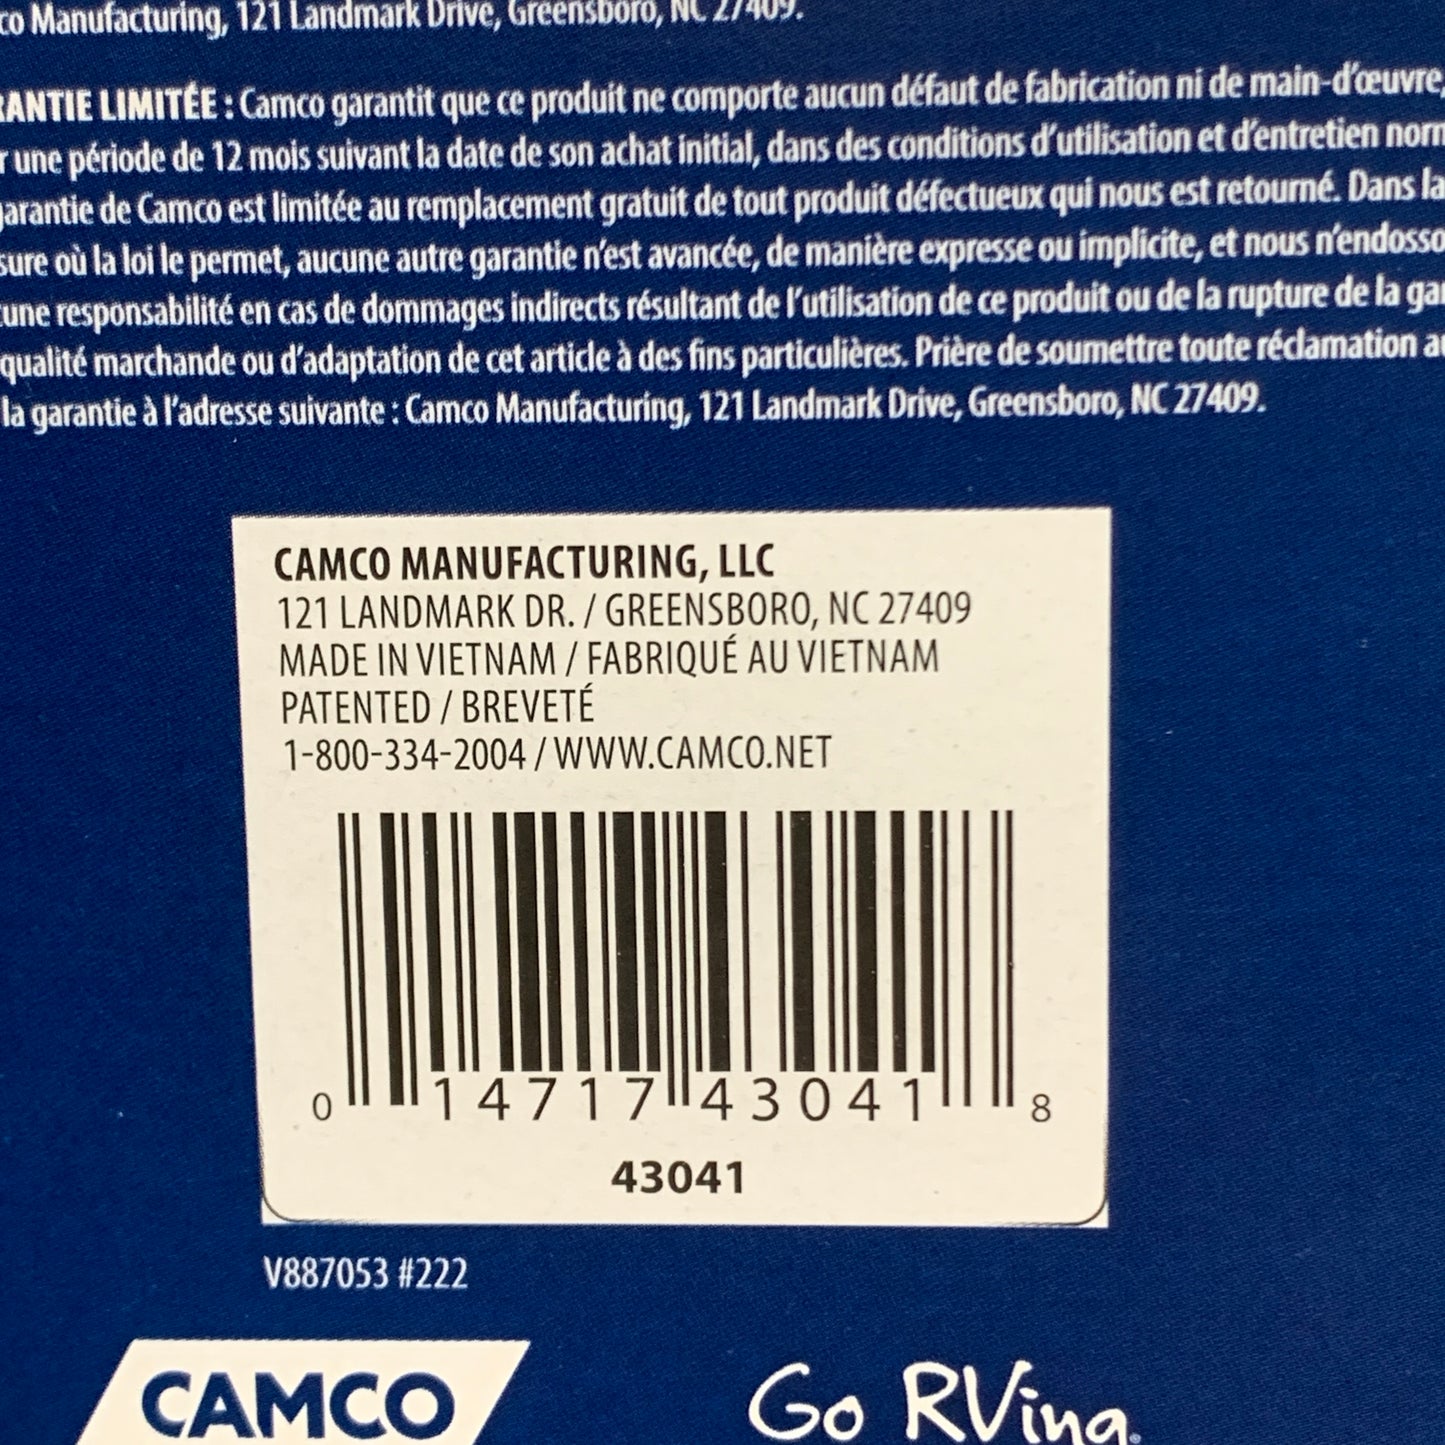 co Manufacturing, 121 Landmark Drive, Greensboro, NC 27409.
RANTIE LIMITÉE : Camco garantit que ce produit ne comporte aucun défaut de fabrication ni de main-d’œuvre,
r une période de 12 mois suivant la date de son achat initial, dans des conditions d’utilisation et d’entretien norm
garantie de Camco est limitée au remplacement gratuit de tout produit défectueux qui nous est retourné. Dans la
sure où la loi le permet, aucune autre garantie n’est avancée, de manière expresse ou implicite, et nous n’endosso
cune responsabilité en cas de dommages indirects résultant de l’utilisation de ce produit ou de la rupture de la gar
qualité marchande ou d’adaptation de cet article à des fins particulières. Prière de soumettre toute réclamation au
la garantie à l’adresse suivante : Camco Manufacturing, 121 Landmark Drive, Greensboro, NC 27409.
CAMCO MANUFACTURING, LLC
121 LANDMARK DR. / GREENSBORO, NC 27409
MADE IN VIETNAM / FABRIQUÉ AU VIETNAM
PATENTED / BREVETÉ
1-800-334-2004 / WWW.CAMCO.NET
0 14717 43041 8
43041
V887053 #222
CAMCO
Go RVing.